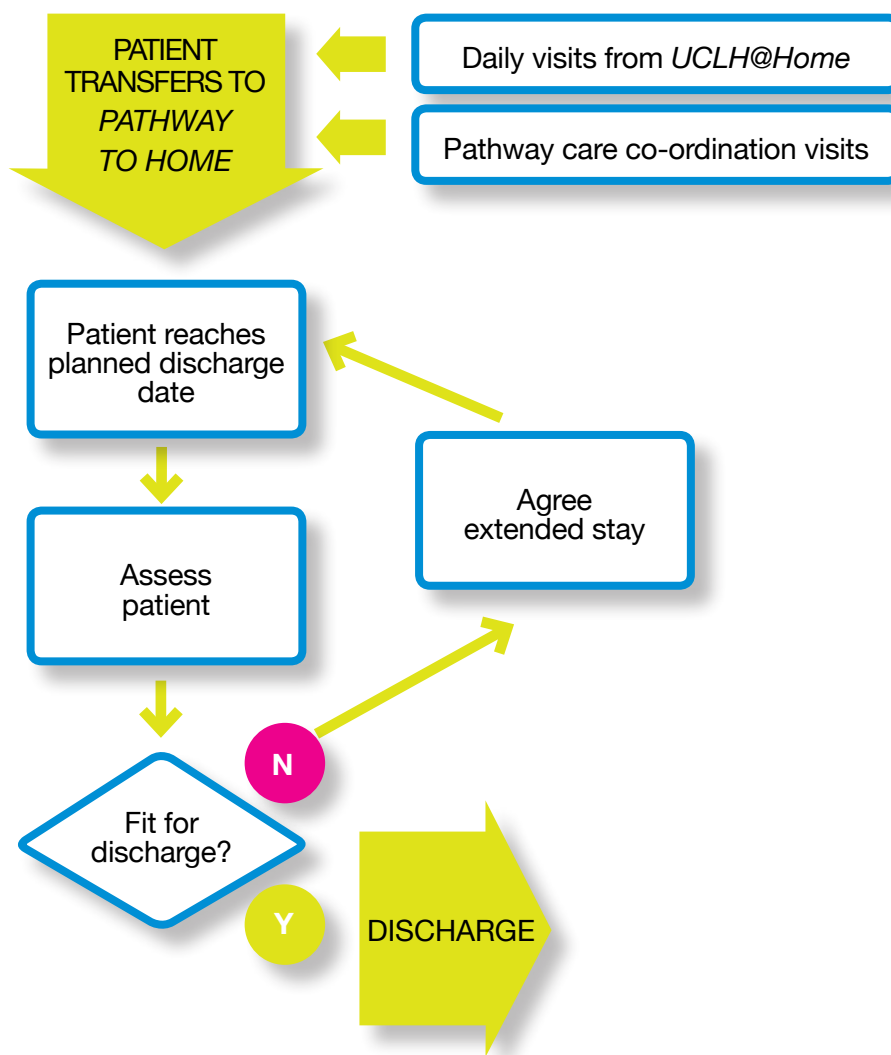 PATIENT
TRANSFERS TO
PATHWAY
TO HOME
Daily visits from UCLH@Home
Pathway care co-ordination visits
Patient reaches
planned discharge
date
Agree
extended stay
Assess
patient
N
Fit for
discharge?
Y
DISCHARGE